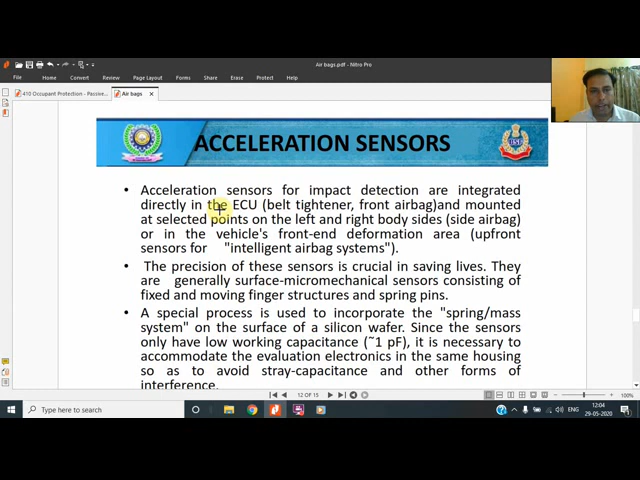 Air bags.pdf - Nitro Pro
File Home Convert Review Page Layout Forms Share Erase Protect Help
410 Occupant Protection - Passive... Air bags
ACCELERATION SENSORS
• Acceleration sensors for impact detection are integrated
directly in the ECU (belt tightener, front airbag)and mounted
at selected points on the left and right body sides (side airbag)
or in the vehicle's front-end deformation area (upfront
sensors for "intelligent airbag systems").
• The precision of these sensors is crucial in saving lives. They
are generally surface-micromechanical sensors consisting of
fixed and moving finger structures and spring pins.
• A special process is used to incorporate the "spring/mass
system" on the surface of a silicon wafer. Since the sensors
only have low working capacitance (~1 pF), it is necessary to
accommodate the evaluation electronics in the same housing
so as to avoid stray-capacitance and other forms of
interference.
12 OF 15
100%
Type here to search
ENG
12:04
29-05-2020